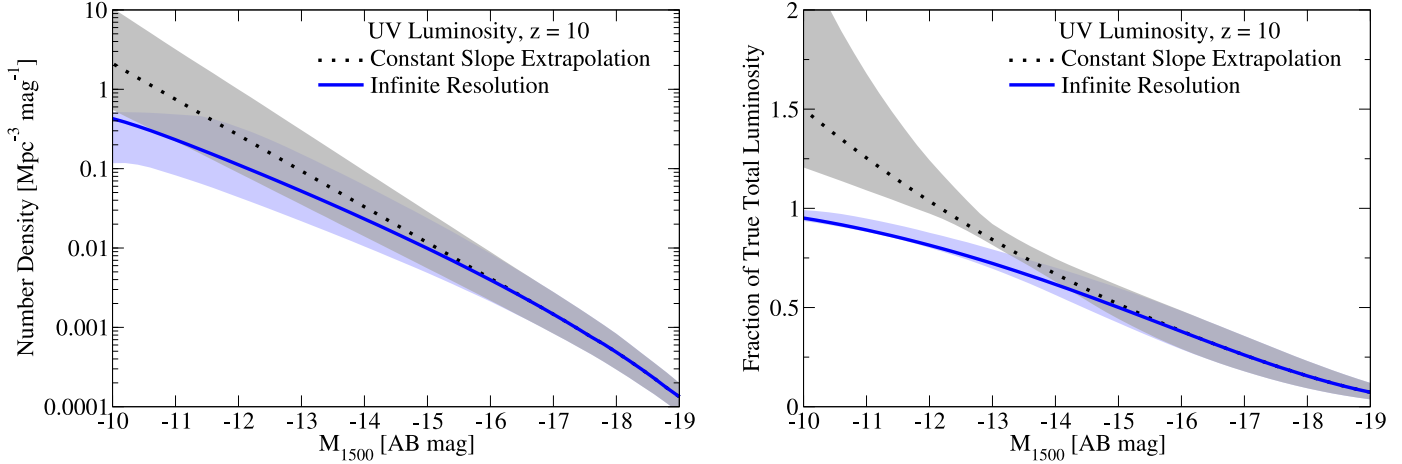 10
1
0.1
0.01
0.001
0.0001
Number Density [Mpc⁻³ mag⁻¹]
UV Luminosity, z = 10
Constant Slope Extrapolation
Infinite Resolution
-10 -11 -12 -13 -14 -15 -16 -17 -18 -19
M₁₅₀₀ [AB mag]
2
1.5
1
0.5
0
Fraction of True Total Luminosity
UV Luminosity, z = 10
Constant Slope Extrapolation
Infinite Resolution
-10 -11 -12 -13 -14 -15 -16 -17 -18 -19
M₁₅₀₀ [AB mag]